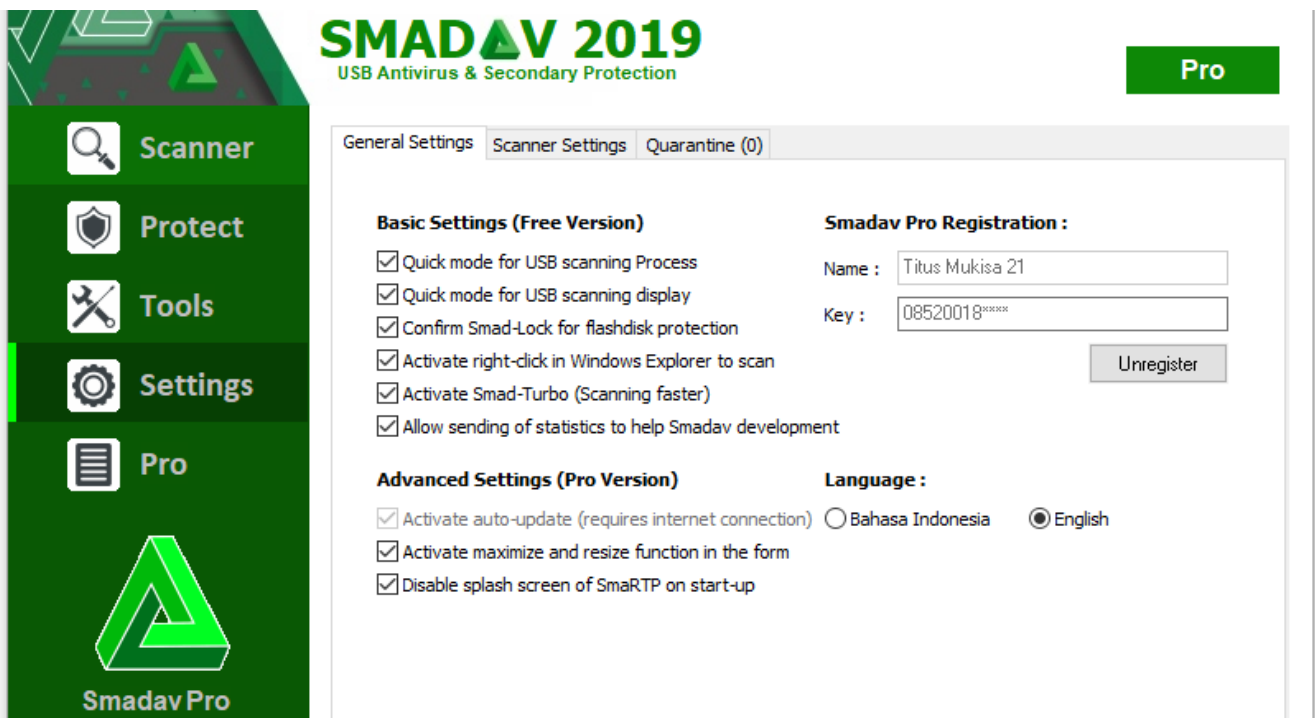 SMADAV 2019
USB Antivirus & Secondary Protection
Pro
Scanner
Protect
Tools
Settings
Pro
Smadav Pro
General Settings
Scanner Settings
Quarantine (0)
Basic Settings (Free Version)
Quick mode for USB scanning Process
Quick mode for USB scanning display
Confirm Smad-Lock for flashdisk protection
Activate right-click in Windows Explorer to scan
Activate Smad-Turbo (Scanning faster)
Allow sending of statistics to help Smadav development
Advanced Settings (Pro Version)
Activate auto-update (requires internet connection)
Activate maximize and resize function in the form
Disable splash screen of SmaRTP on start-up
Smadav Pro Registration :
Name : Titus Mukisa 21
Key : 08520018****
Unregister
Language :
Bahasa Indonesia
English